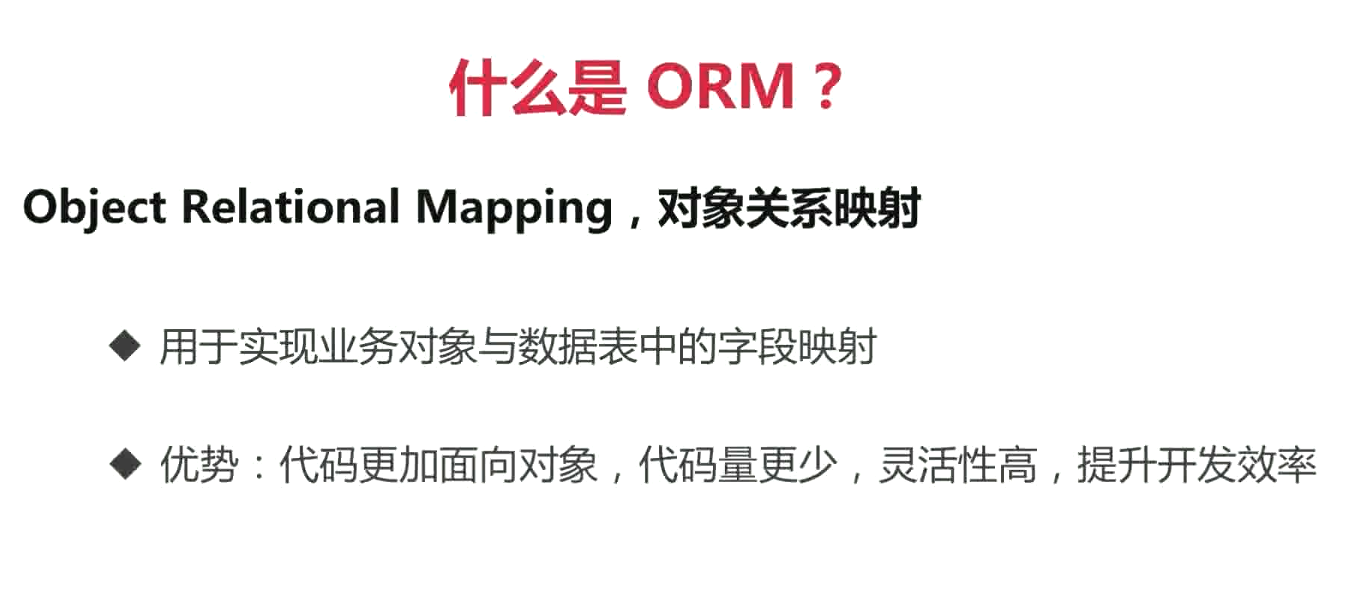 什么是 ORM？
Object Relational Mapping，对象关系映射
◆ 用于实现业务对象与数据表中的字段映射
◆ 优势：代码更加面向对象，代码量更少，灵活性高，提升开发效率